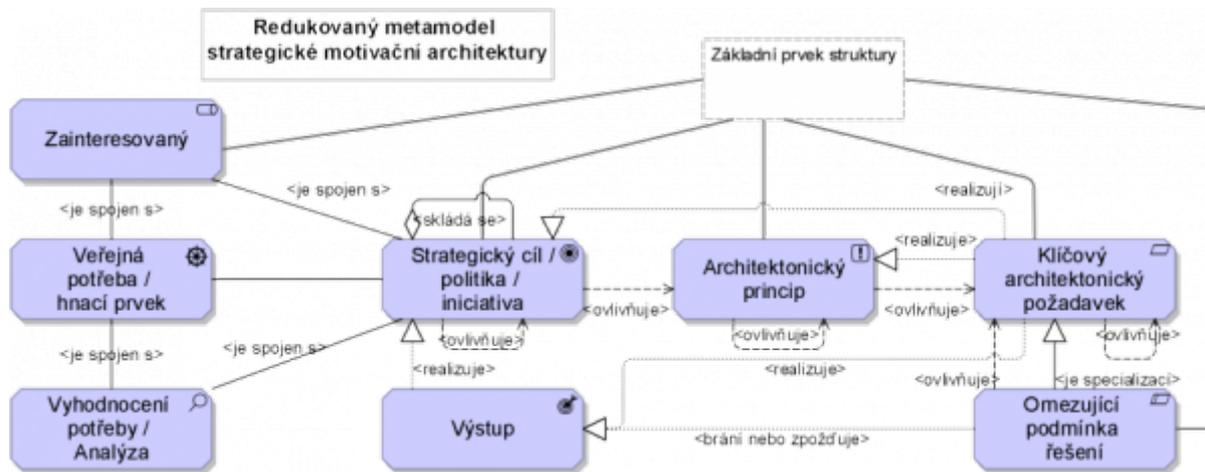 Redukovaný metamodel
strategické motivační architektury
Základní prvek struktury
Zainteresovaný
<je spojen s>
<realizují>
<je spojen s>
<skládá se>
Veřejná
potřeba /
hnací prvek
Strategický cíl /
politika /
iniciativa
<realizuje>
Architektonický
princip
Klíčový
architektonický
požadavek
<ovlivňuje>
<ovlivňuje>
<ovlivňuje>
<ovlivňuje>
<ovlivňuje>
<je spojen s>
<je spojen s>
<realizuje>
<realizuje>
<ovlivňuje>
<je specializací>
Vyhodnocení
potřeby /
Analýza
Výstup
<brání nebo zpožďuje>
Omezující
podmínka
řešení